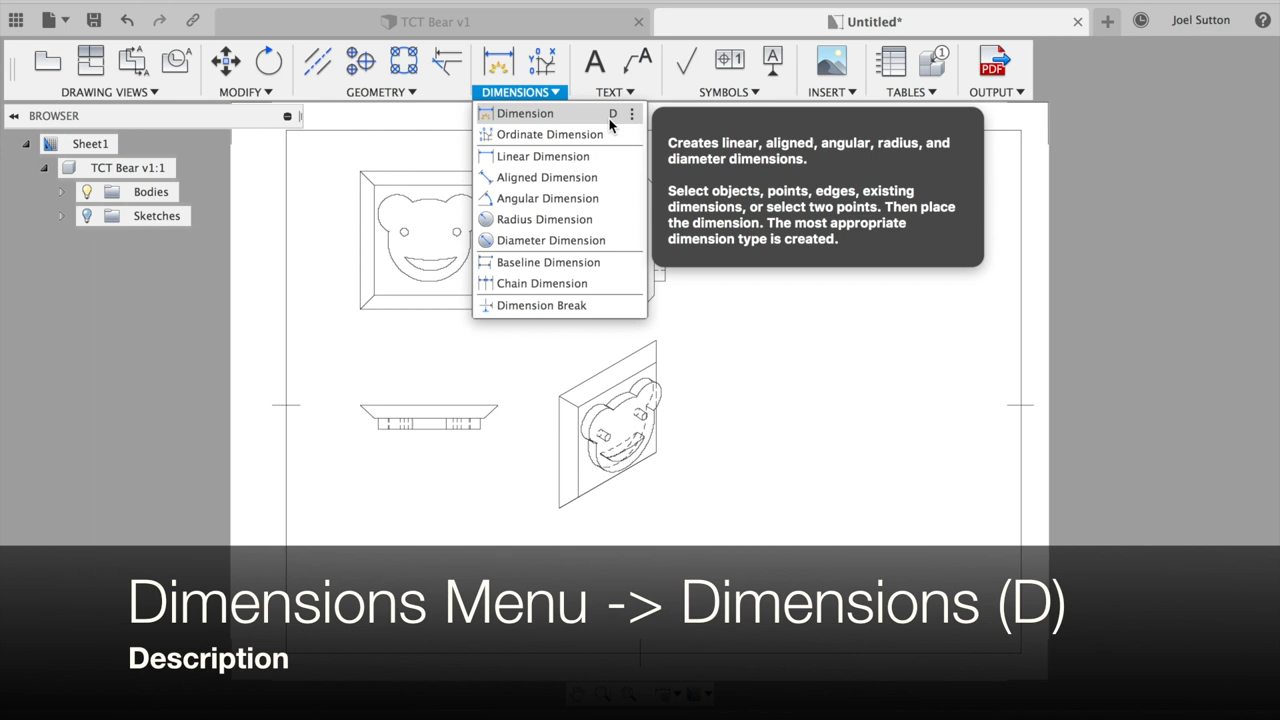 TCT Bear v1
Untitled*
Joel Sutton
DRAWING VIEWS
MODIFY
GEOMETRY
DIMENSIONS
TEXT
SYMBOLS
INSERT
TABLES
OUTPUT
A
A
X
Y
X
1
A
1
PDF
BROWSER
Sheet1
TCT Bear v1:1
Bodies
Sketches
Dimension D
Ordinate Dimension
Linear Dimension
Aligned Dimension
Angular Dimension
Radius Dimension
Diameter Dimension
Baseline Dimension
Chain Dimension
Dimension Break
Creates linear, aligned, angular, radius, and
diameter dimensions.
Select objects, points, edges, existing
dimensions, or select two points. Then place
the dimension. The most appropriate
dimension type is created.
Dimensions Menu -> Dimensions (D)
Description